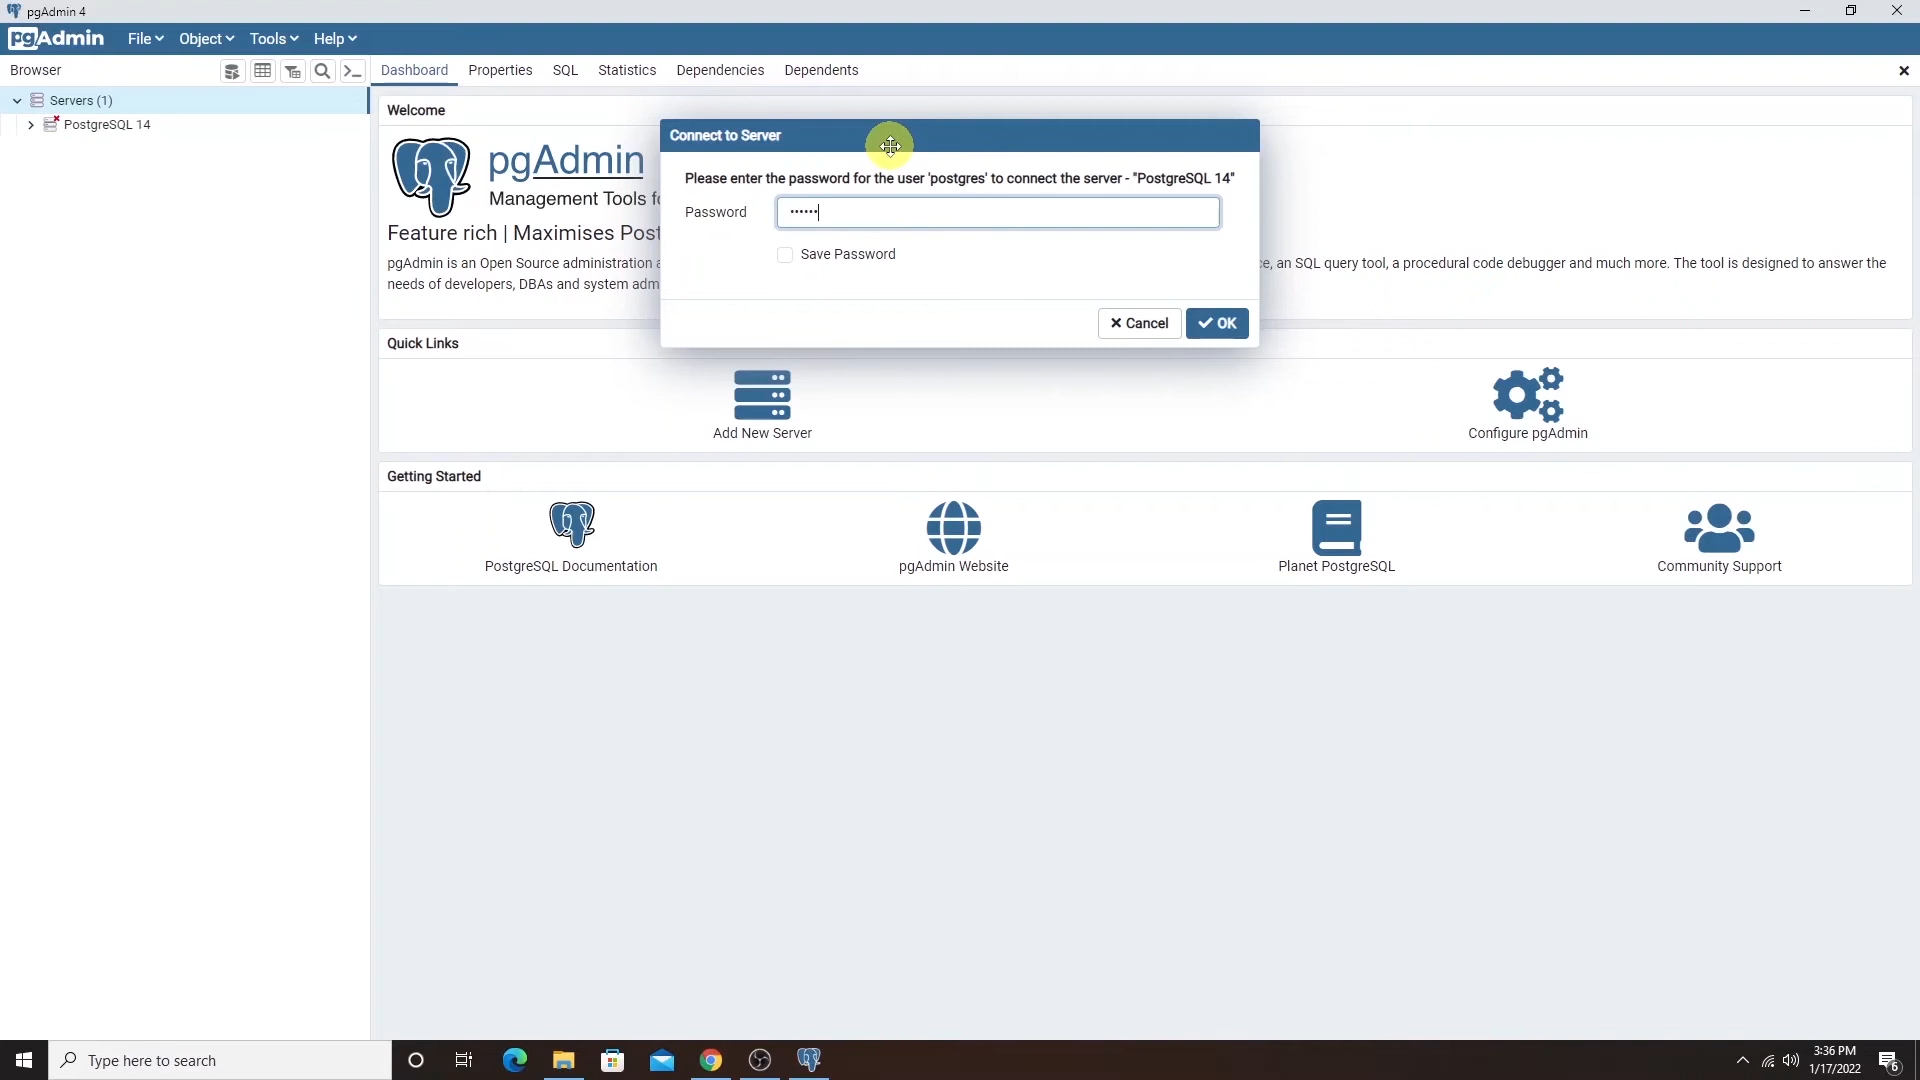 pgAdmin 4
pgAdmin File Object Tools Help
Browser
Dashboard Properties SQL Statistics Dependencies Dependents
Servers (1)
PostgreSQL 14
Welcome
pgAdmin
Management Tools fo
Feature rich | Maximises Post
pgAdmin is an Open Source administration a
ce, an SQL query tool, a procedural code debugger and much more. The tool is designed to answer the
needs of developers, DBAs and system adm
Connect to Server
Please enter the password for the user 'postgres' to connect the server - "PostgreSQL 14"
Password ••••••
Save Password
Cancel OK
Quick Links
Add New Server
Configure pgAdmin
Getting Started
PostgreSQL Documentation
pgAdmin Website
Planet PostgreSQL
Community Support
Type here to search
3:36 PM
1/17/2022
6